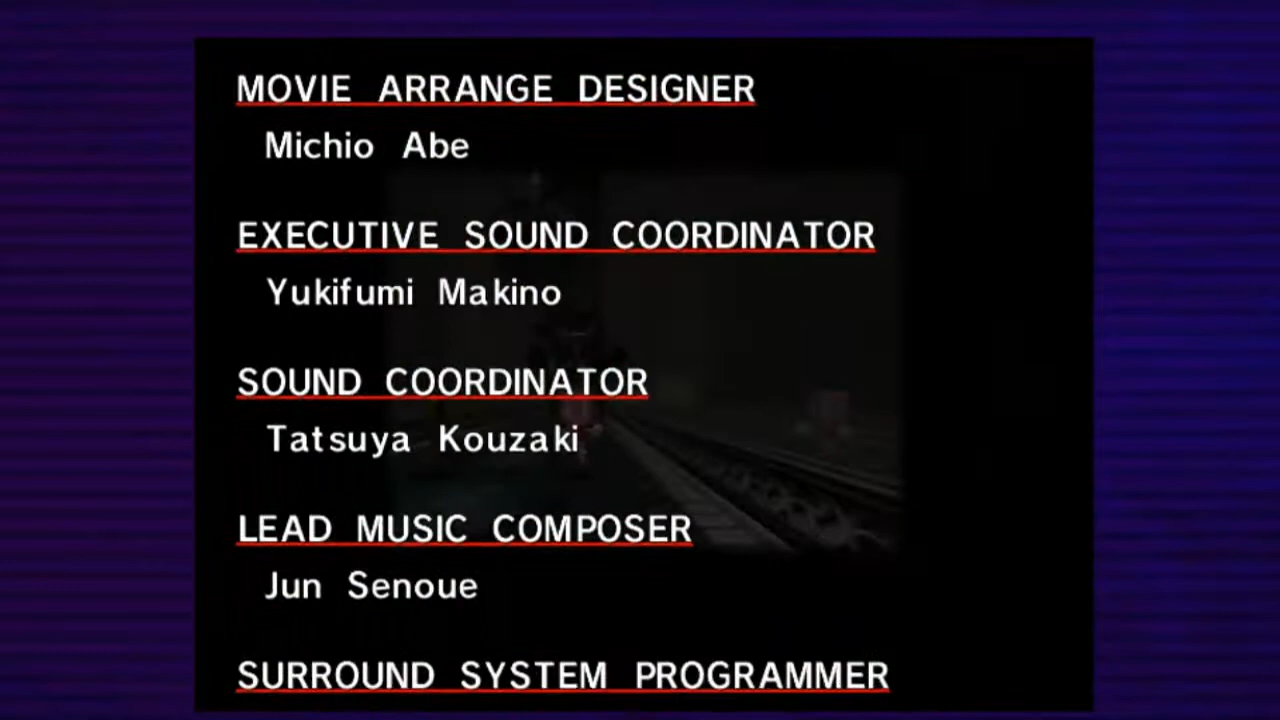 MOVIE ARRANGE DESIGNER
Michio Abe
EXECUTIVE SOUND COORDINATOR
Yukifumi Makino
SOUND COORDINATOR
Tatsuya Kouzaki
LEAD MUSIC COMPOSER
Jun Senoue
SURROUND SYSTEM PROGRAMMER